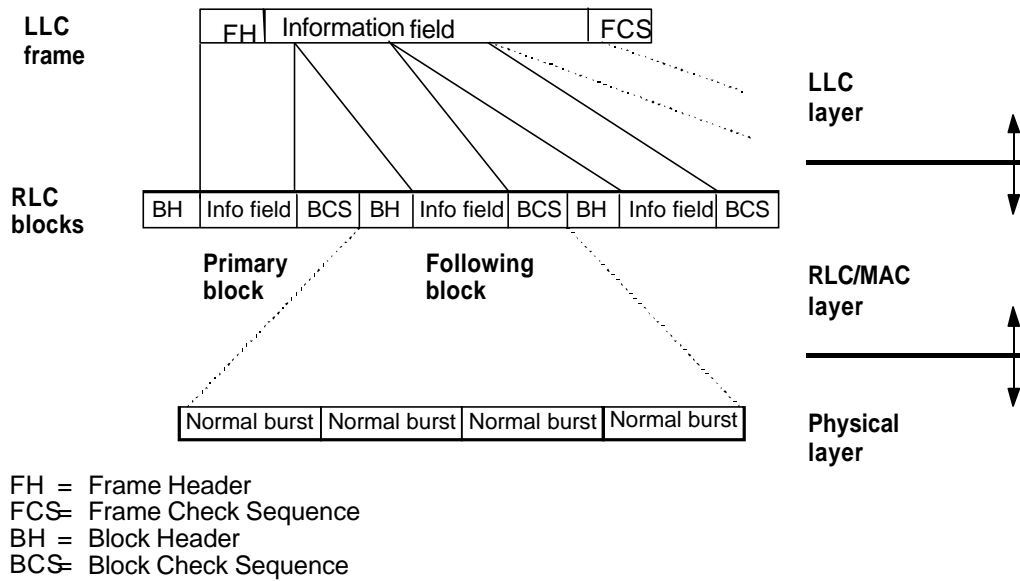 LLC
frame
FH
Information field
FCS
LLC
layer
RLC
blocks
BH
Info field
BCS
BH
Info field
BCS
BH
Info field
BCS
Primary
block
Following
block
RLC/MAC
layer
Normal burst
Normal burst
Normal burst
Normal burst
Physical
layer
FH = Frame Header
FCS= Frame Check Sequence
BH = Block Header
BCS= Block Check Sequence